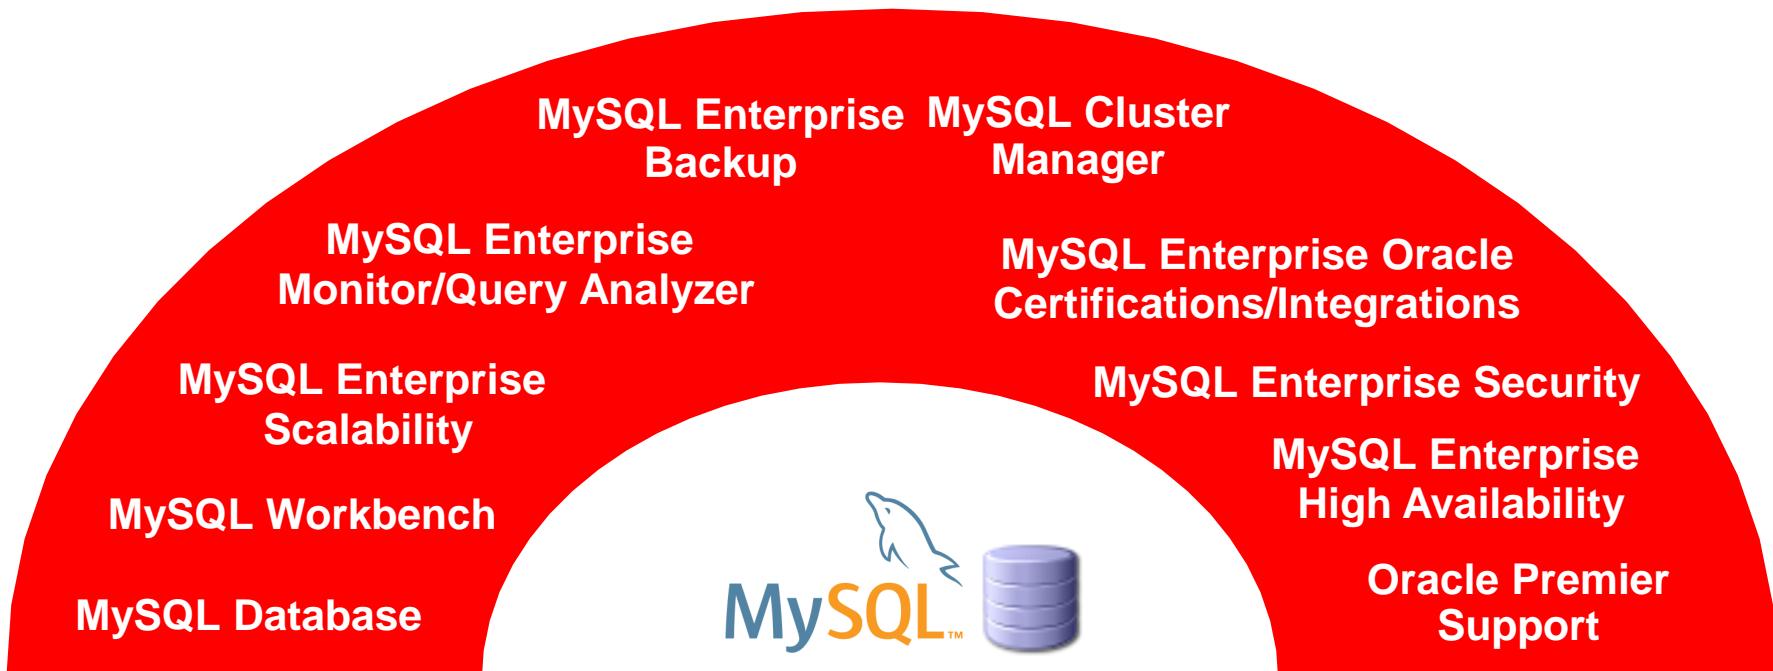 MySQL Enterprise
Backup
MySQL Cluster
Manager
MySQL Enterprise
Monitor/Query Analyzer
MySQL Enterprise Oracle
Certifications/Integrations
MySQL Enterprise
Scalability
MySQL Enterprise Security
MySQL Workbench
MySQL Enterprise
High Availability
MySQL Database
MySQL™
Oracle Premier
Support